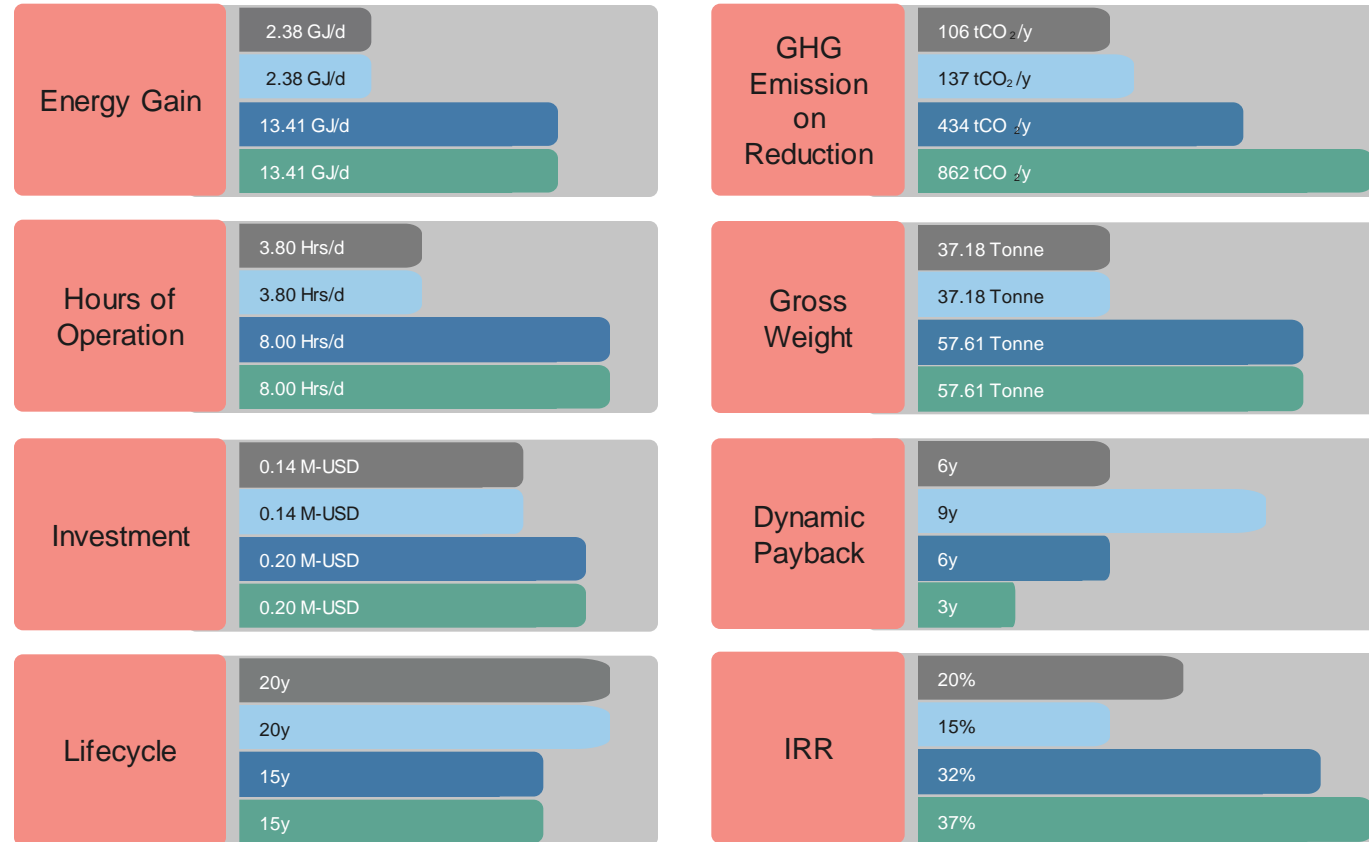 Energy Gain
2.38 GJ/d
2.38 GJ/d
13.41 GJ/d
13.41 GJ/d
GHG
Emission
on
Reduction
106 tCO₂/y
137 tCO₂/y
434 tCO₂/y
862 tCO₂/y
Hours of
Operation
3.80 Hrs/d
3.80 Hrs/d
8.00 Hrs/d
8.00 Hrs/d
Gross
Weight
37.18 Tonne
37.18 Tonne
57.61 Tonne
57.61 Tonne
Investment
0.14 M-USD
0.14 M-USD
0.20 M-USD
0.20 M-USD
Dynamic
Payback
6y
9y
6y
3y
Lifecycle
20y
20y
15y
15y
IRR
20%
15%
32%
37%